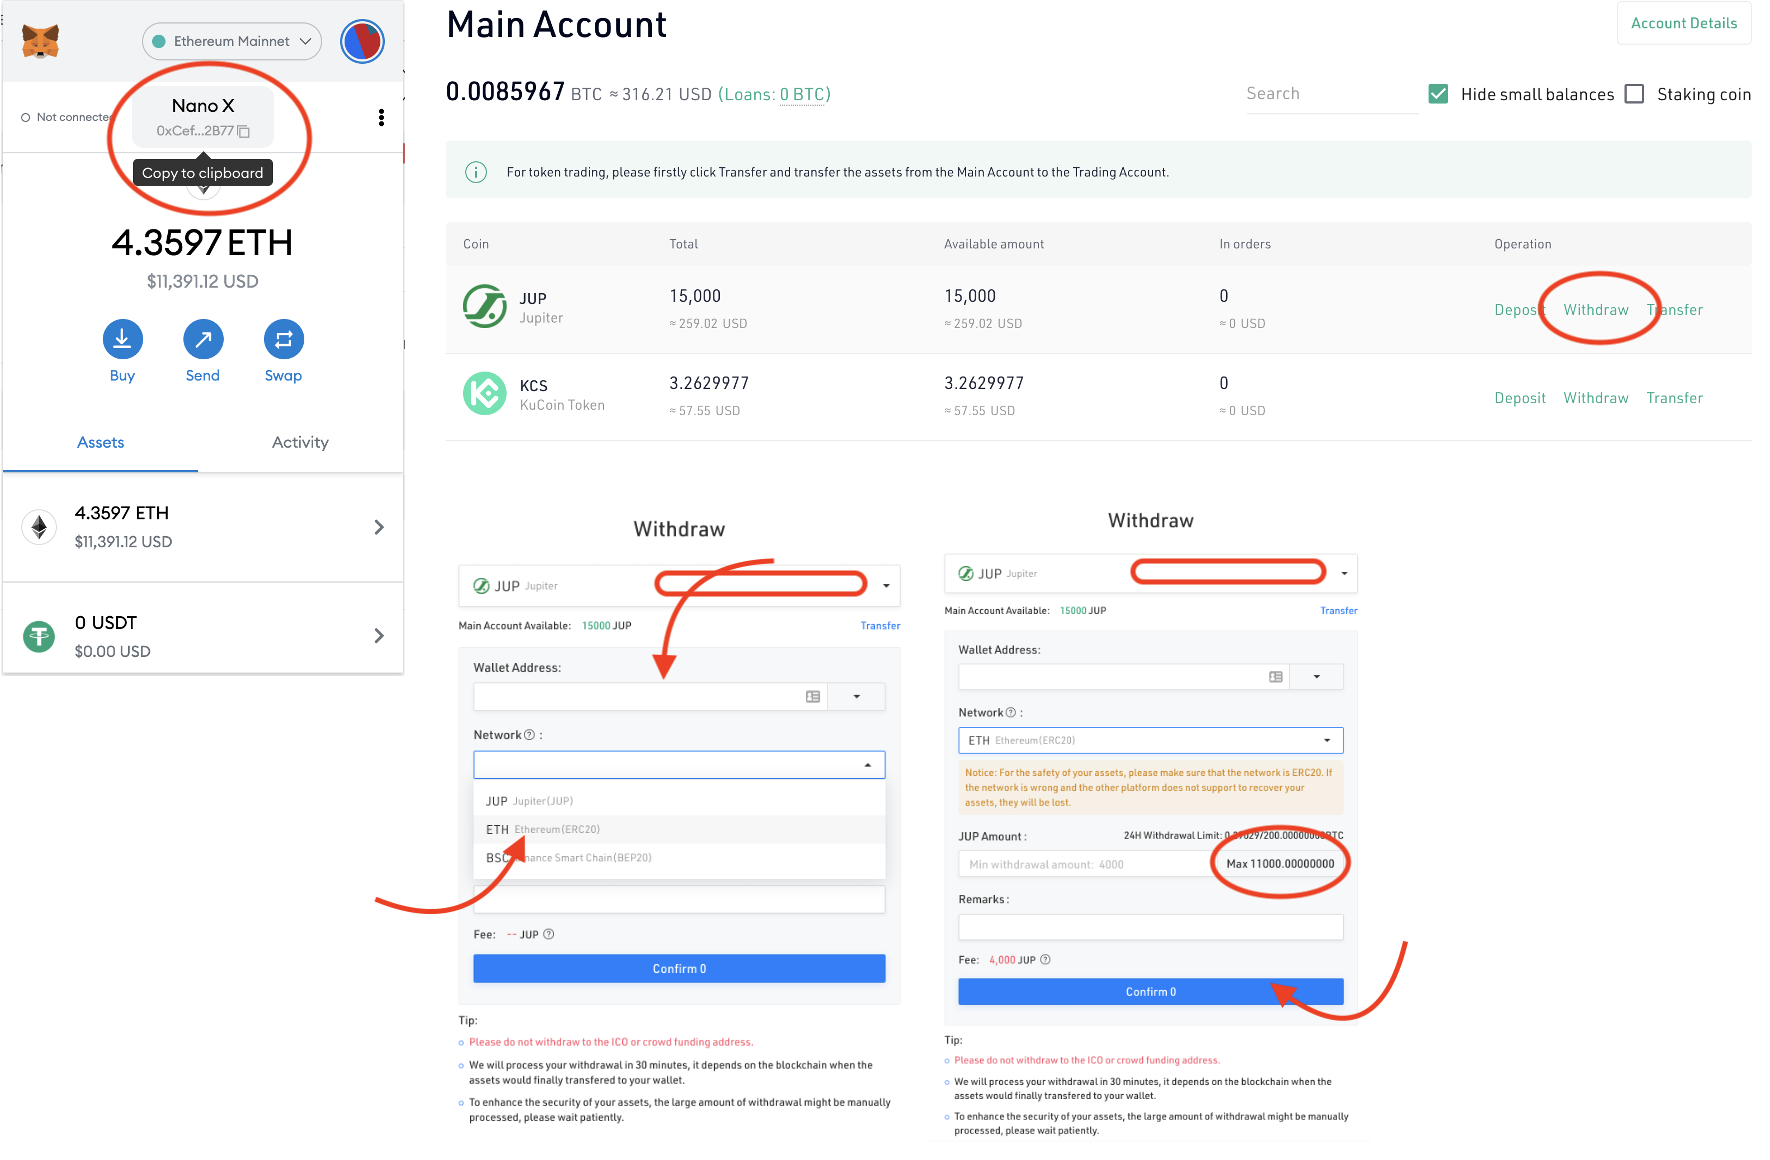 Ethereum Mainnet
Not connected
Nano X
0xCef...2B77
Copy to clipboard
4.3597 ETH
$11,391.12 USD
Buy
Send
Swap
Assets
Activity
4.3597 ETH
$11,391.12 USD
0 USDT
$0.00 USD
Main Account
Account Details
0.0085967 BTC ≈ 316.21 USD (Loans: 0 BTC)
Search
Hide small balances
Staking coin
For token trading, please firstly click Transfer and transfer the assets from the Main Account to the Trading Account.
Coin
Total
Available amount
In orders
Operation
JUP
Jupiter
15,000
≈ 259.02 USD
15,000
≈ 259.02 USD
0
≈ 0 USD
Deposit
Withdraw
Transfer
KCS
KuCoin Token
3.2629977
≈ 57.55 USD
3.2629977
≈ 57.55 USD
0
≈ 0 USD
Deposit
Withdraw
Transfer
Withdraw
JUP Jupiter
Main Account Available: 15000 JUP
Transfer
Wallet Address:
Network ? :
JUP Jupiter(JUP)
ETH Ethereum(ERC20)
BSC Smart Chain(BEP20)
Fee: -- JUP ?
Confirm 0
Tip:
Please do not withdraw to the ICO or crowd funding address.
We will process your withdrawal in 30 minutes, it depends on the blockchain when the
assets would finally transfered to your wallet.
To enhance the security of your assets, the large amount of withdrawal might be manually
processed, please wait patiently.
Withdraw
JUP Jupiter
Main Account Available: 15000 JUP
Transfer
Wallet Address:
Network ? :
ETH Ethereum(ERC20)
Notice: For the safety of your assets, please make sure that the network is ERC20. If
the network is wrong and the other platform does not support to recover your
assets, they will be lost.
JUP Amount :
24H Withdrawal Limit:
Min withdrawal amount: 4000
Max 11000.00000000
Remarks :
Fee: 4,000 JUP ?
Confirm 0
Tip:
Please do not withdraw to the ICO or crowd funding address.
We will process your withdrawal in 30 minutes, it depends on the blockchain when the
assets would finally transfered to your wallet.
To enhance the security of your assets, the large amount of withdrawal might be manually
processed, please wait patiently.